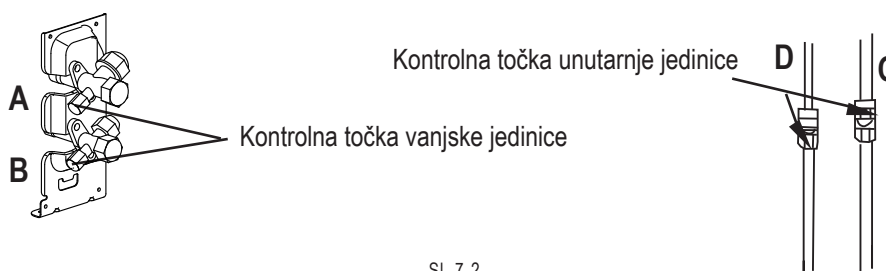 Kontrolna točka unutarnje jedinice
D
C
A
Kontrolna točka vanjske jedinice
B